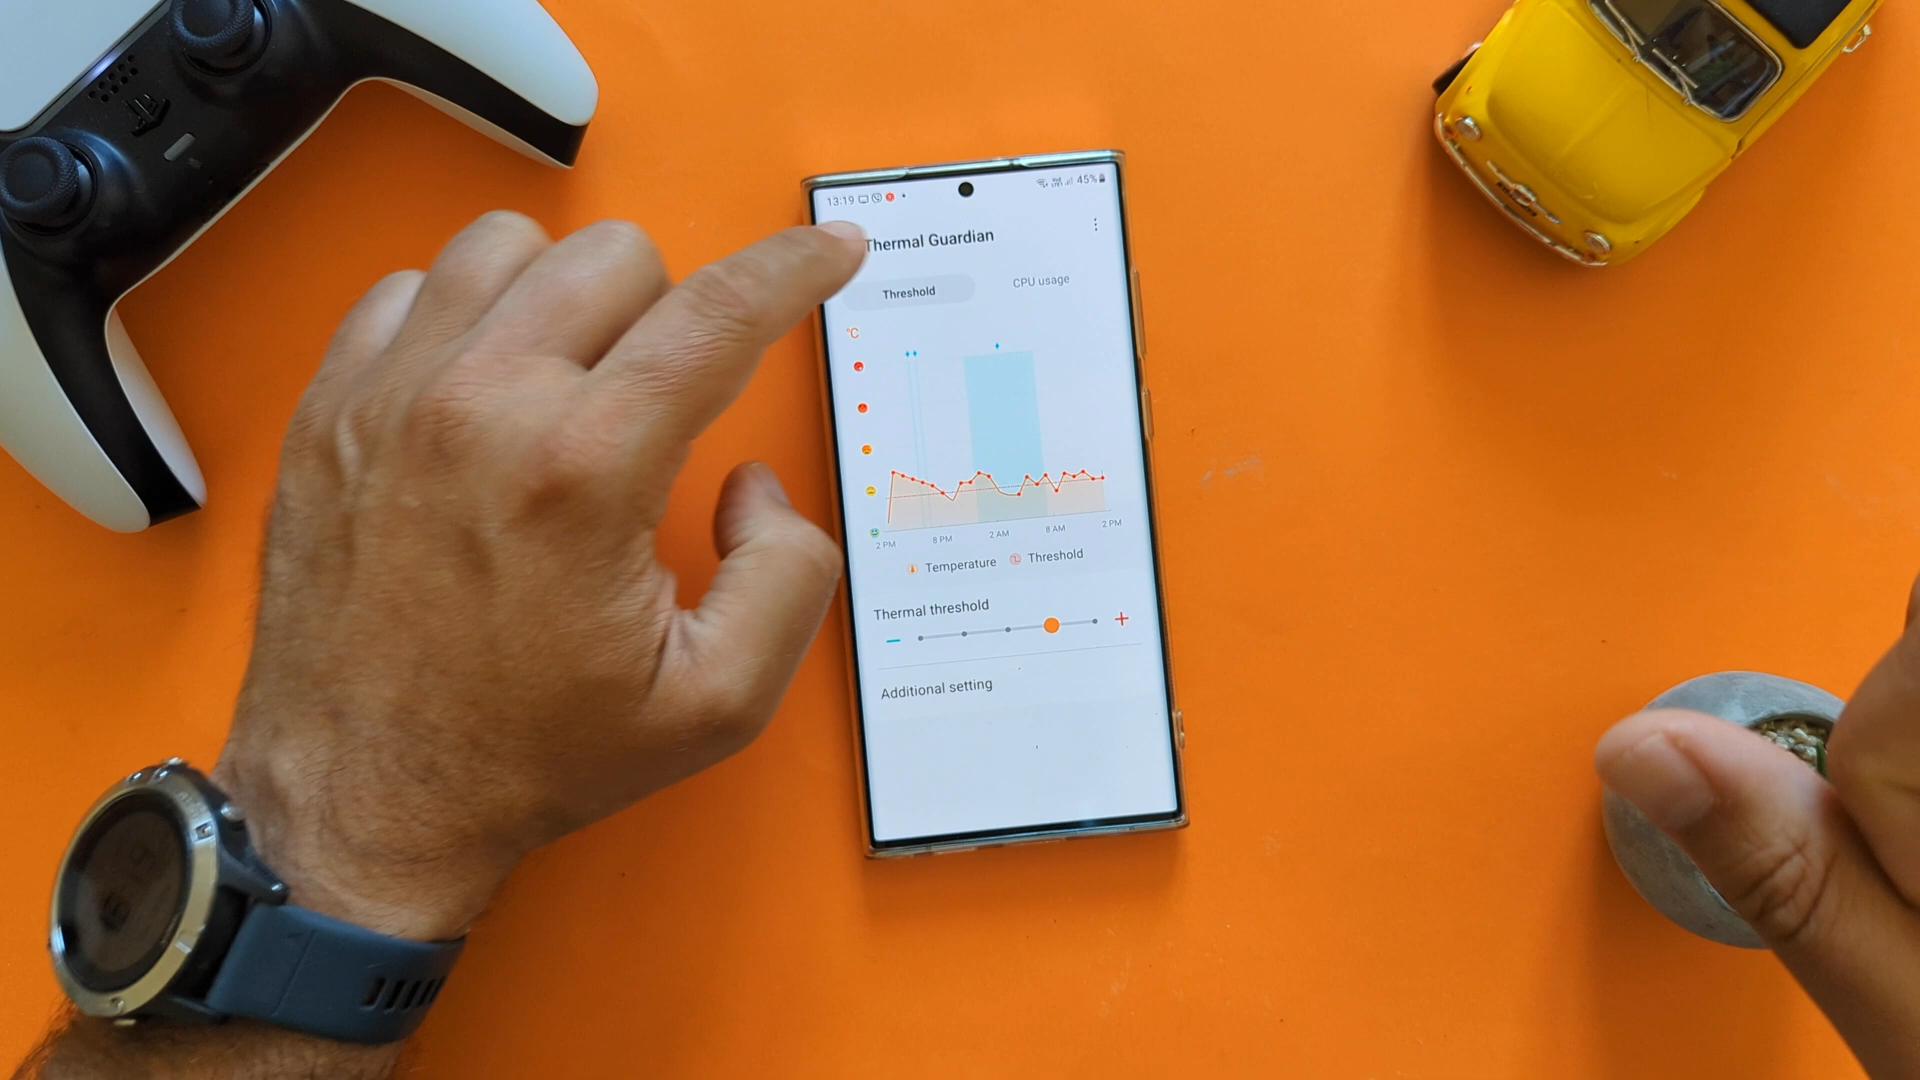 13:19 45%
Thermal Guardian
Threshold CPU usage
°C
2 PM 8 PM 2 AM 8 AM 2 PM
Temperature Threshold
Thermal threshold
Additional setting